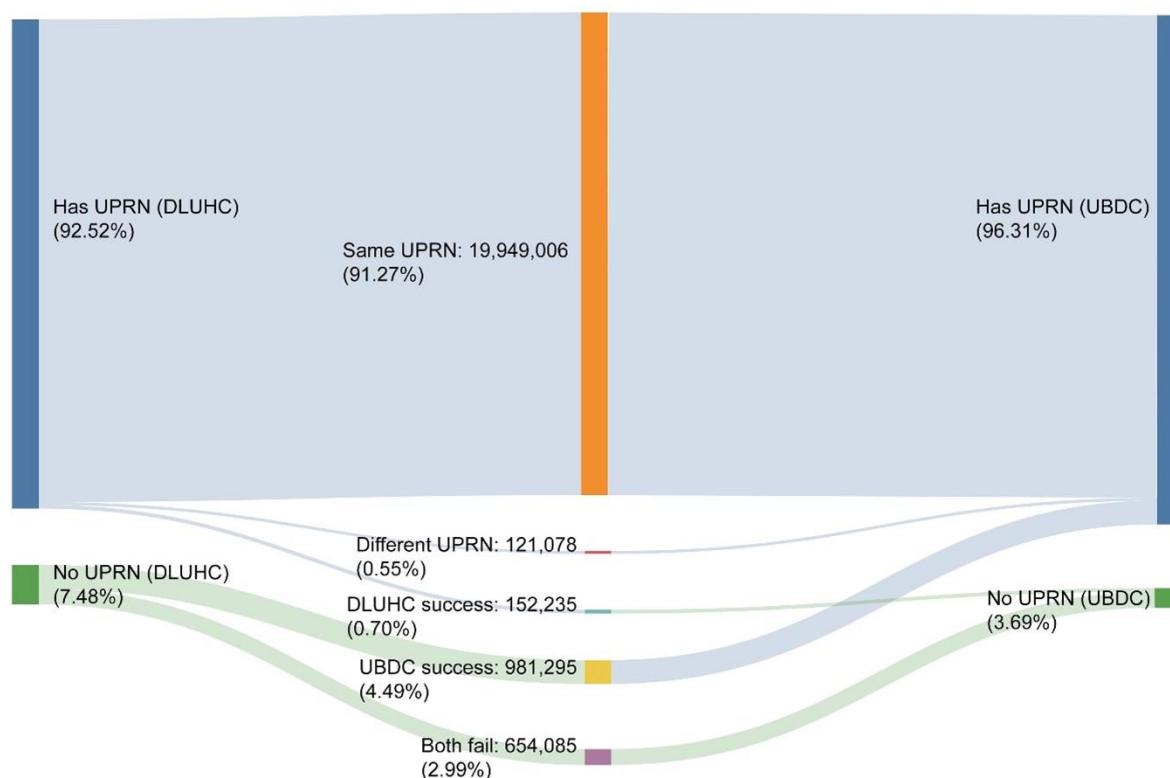 Has UPRN (DLUHC)
(92.52%)
Same UPRN: 19,949,006
(91.27%)
Has UPRN (UBDC)
(96.31%)
Different UPRN: 121,078
(0.55%)
No UPRN (DLUHC)
(7.48%)
DLUHC success: 152,235
(0.70%)
No UPRN (UBDC)
(3.69%)
UBDC success: 981,295
(4.49%)
Both fail: 654,085
(2.99%)